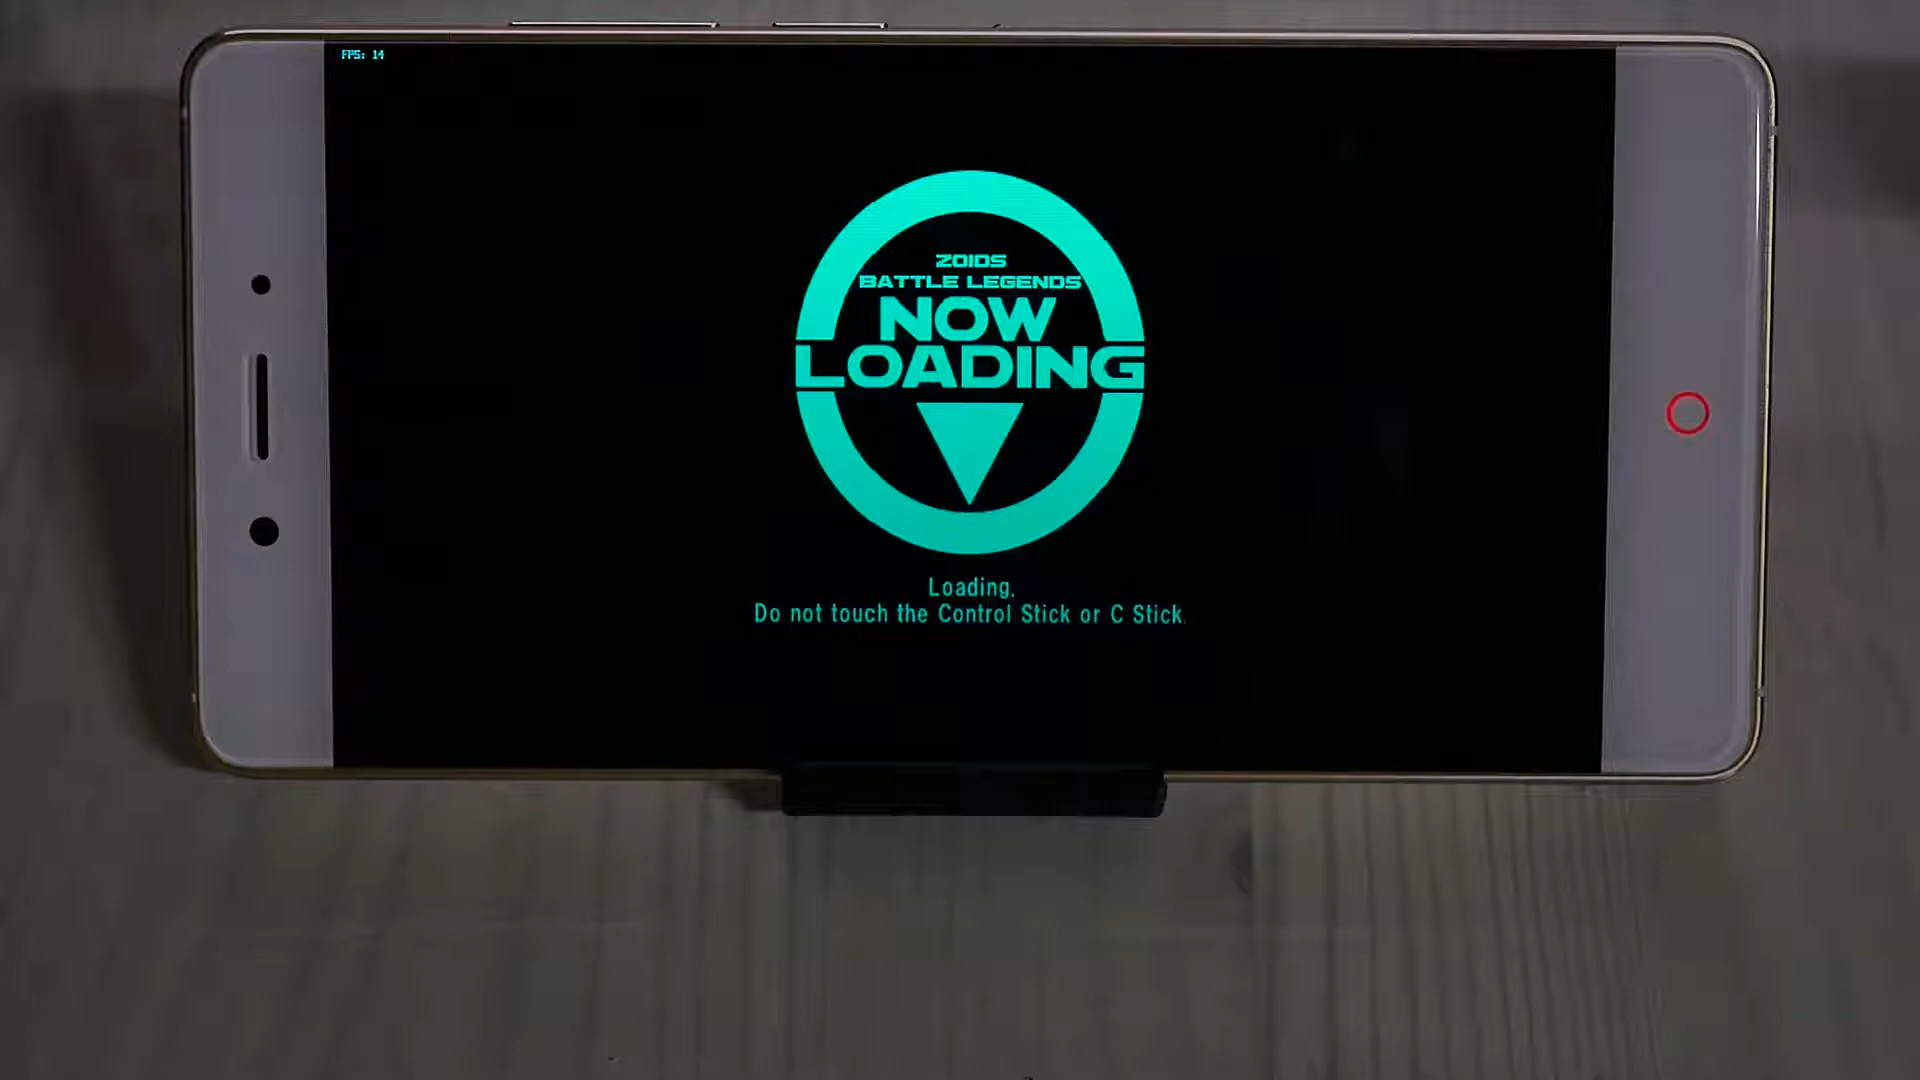 FPS: 14
ZOIDS
BATTLE LEGENDS
NOW
LOADING
Loading.
Do not touch the Control Stick or C Stick.